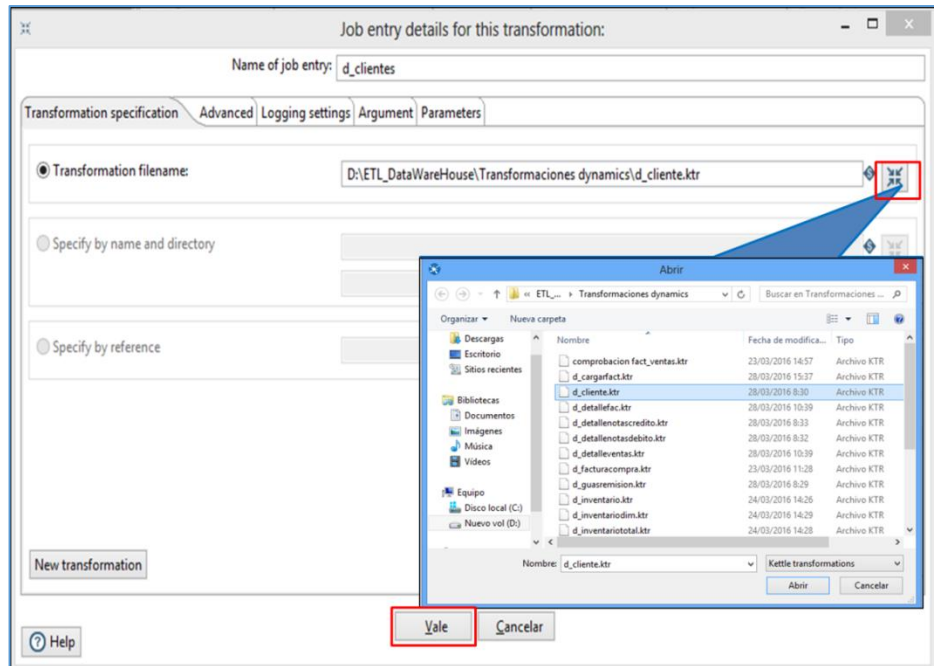 Job entry details for this transformation:
Name of job entry: d_clientes
Transformation specification Advanced Logging settings Argument Parameters
Transformation filename: D:\ETL_DataWareHouse\Transformaciones dynamics\d_cliente.ktr
Specify by name and directory
Specify by reference
New transformation
Abrir
« ETL_... Transformaciones dynamics Buscar en Transformaciones ...
Organizar Nueva carpeta
Descargas
Escritorio
Sitios recientes
Bibliotecas
Documentos
Imágenes
Música
Vídeos
Equipo
Disco local (C:)
Nuevo vol (D:)
Nombre Fecha de modifica... Tipo
comprobacion fact_ventas.ktr 23/03/2016 14:57 Archivo KTR
d_cargarfact.ktr 28/03/2016 15:37 Archivo KTR
d_cliente.ktr 28/03/2016 8:30 Archivo KTR
d_detallefac.ktr 28/03/2016 10:39 Archivo KTR
d_detallenotascredito.ktr 28/03/2016 8:33 Archivo KTR
d_detallenotasdebito.ktr 28/03/2016 8:32 Archivo KTR
d_detalleventas.ktr 28/03/2016 10:39 Archivo KTR
d_facturacompra.ktr 23/03/2016 11:28 Archivo KTR
d_guasremision.ktr 28/03/2016 8:29 Archivo KTR
d_inventario.ktr 24/03/2016 14:26 Archivo KTR
d_inventariodim.ktr 24/03/2016 14:29 Archivo KTR
d_inventariototal.ktr 24/03/2016 14:28 Archivo KTR
Nombre: d_cliente.ktr Kettle transformations
Abrir Cancelar
Vale Cancelar
Help